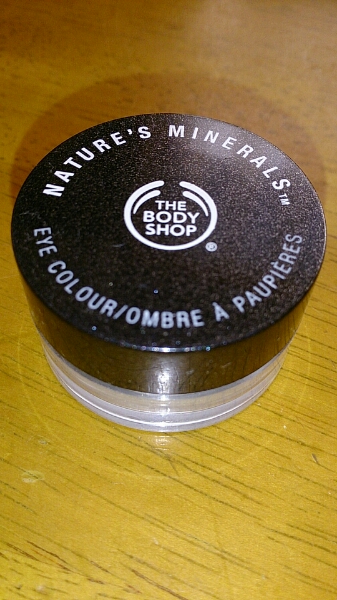 NATURE'S MINERALS™
THE
BODY
SHOP®
EYE COLOUR/OMBRE À PAUPIÈRES